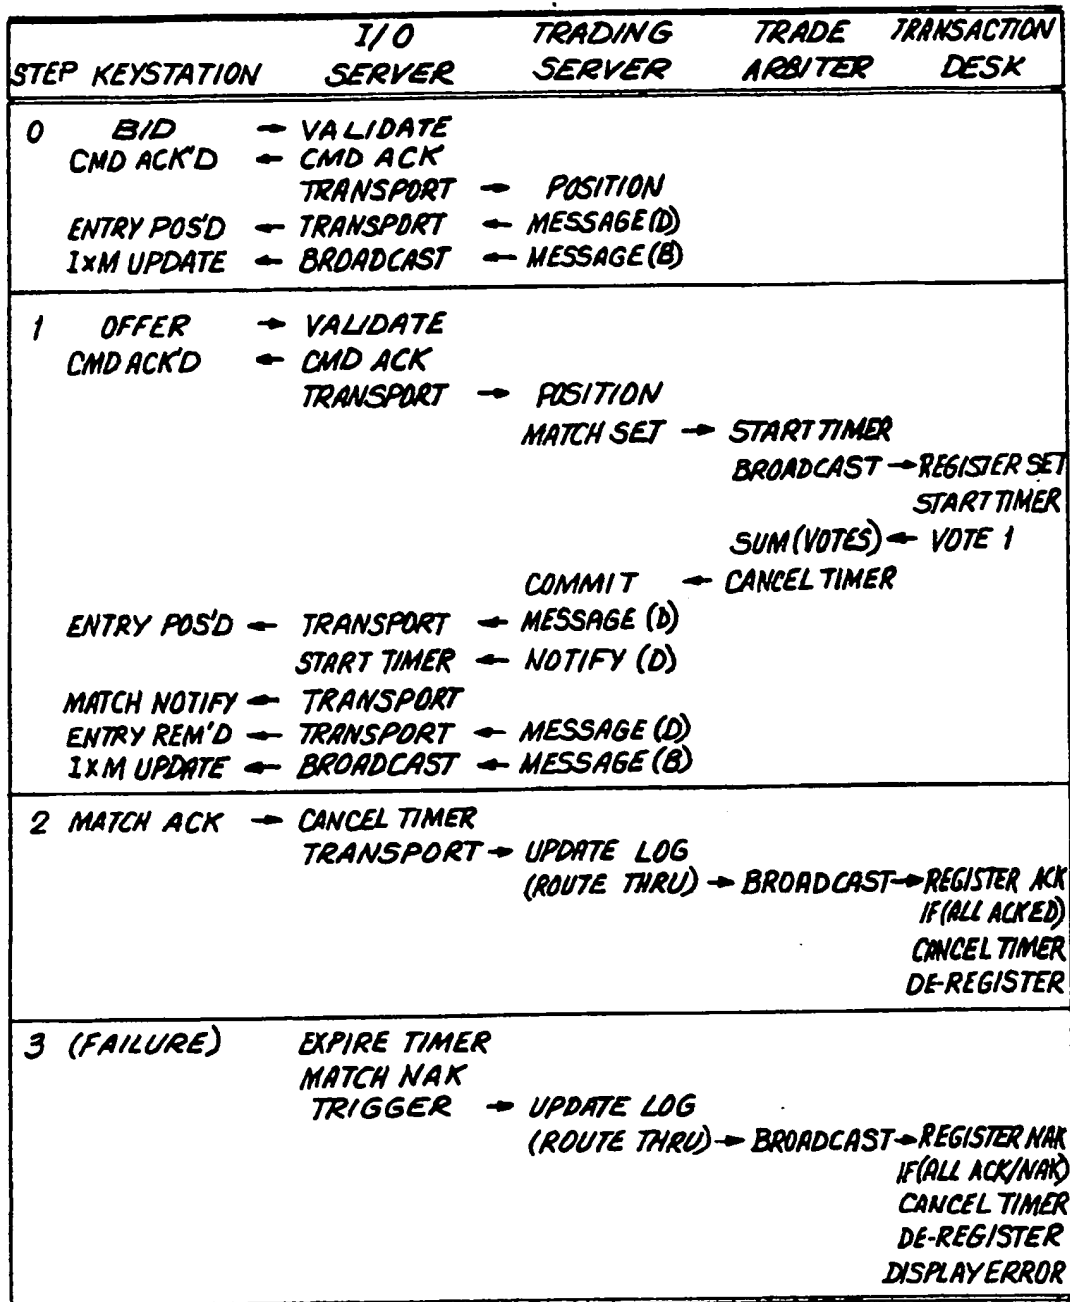 I/O TRADING TRADE TRANSACTION
STEP KEYSTATION SERVER SERVER ARBITER DESK
0 BID → VALIDATE
CMD ACK'D ← CMD ACK
TRANSPORT → POSITION
ENTRY POS'D ← TRANSPORT ← MESSAGE(D)
1xM UPDATE ← BROADCAST ← MESSAGE(B)
1 OFFER → VALIDATE
CMD ACK'D ← CMD ACK
TRANSPORT → POSITION
MATCH SET → START TIMER
BROADCAST → REGISTER SET
START TIMER
SUM(VOTES) ← VOTE 1
COMMIT ← CANCEL TIMER
ENTRY POS'D ← TRANSPORT ← MESSAGE (D)
START TIMER ← NOTIFY (D)
MATCH NOTIFY ← TRANSPORT
ENTRY REM'D ← TRANSPORT ← MESSAGE (D)
1xM UPDATE ← BROADCAST ← MESSAGE (B)
2 MATCH ACK → CANCEL TIMER
TRANSPORT → UPDATE LOG
(ROUTE THRU) → BROADCAST → REGISTER ACK
IF(ALL ACKED)
CANCEL TIMER
DE-REGISTER
3 (FAILURE) EXPIRE TIMER
MATCH NAK
TRIGGER → UPDATE LOG
(ROUTE THRU) → BROADCAST → REGISTER NAK
IF(ALL ACK/NAK)
CANCEL TIMER
DE-REGISTER
DISPLAY ERROR